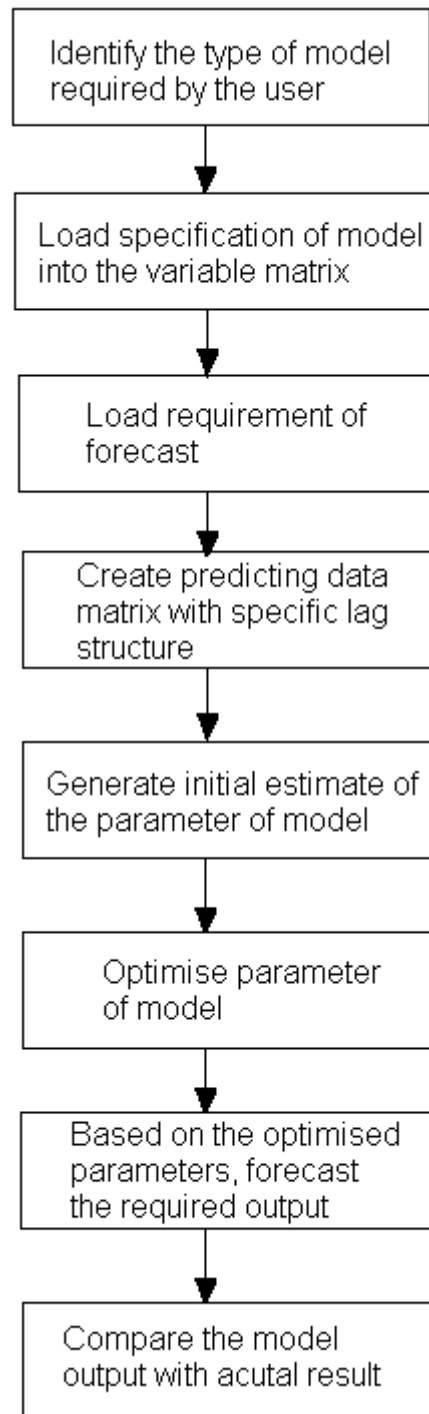 Identify the type of model
required by the user
Load specification of model
into the variable matrix
Load requirement of
forecast
Create predicting data
matrix with specific lag
structure
Generate initial estimate of
the parameter of model
Optimise parameter
of model
Based on the optimised
parameters, forecast
the required output
Compare the model
output with acutal result